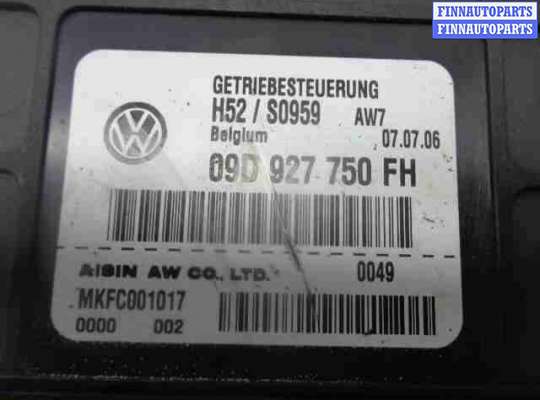 FINNAUTOPARTS
FINNAUTOPARTS
GETRIEBESTEUERUNG
H52 / S0959 AW7
Belgium 07.07.06
09D 927 750 FH
AISIN AW CO., LTD. 0049
MKFC001017
0000 002